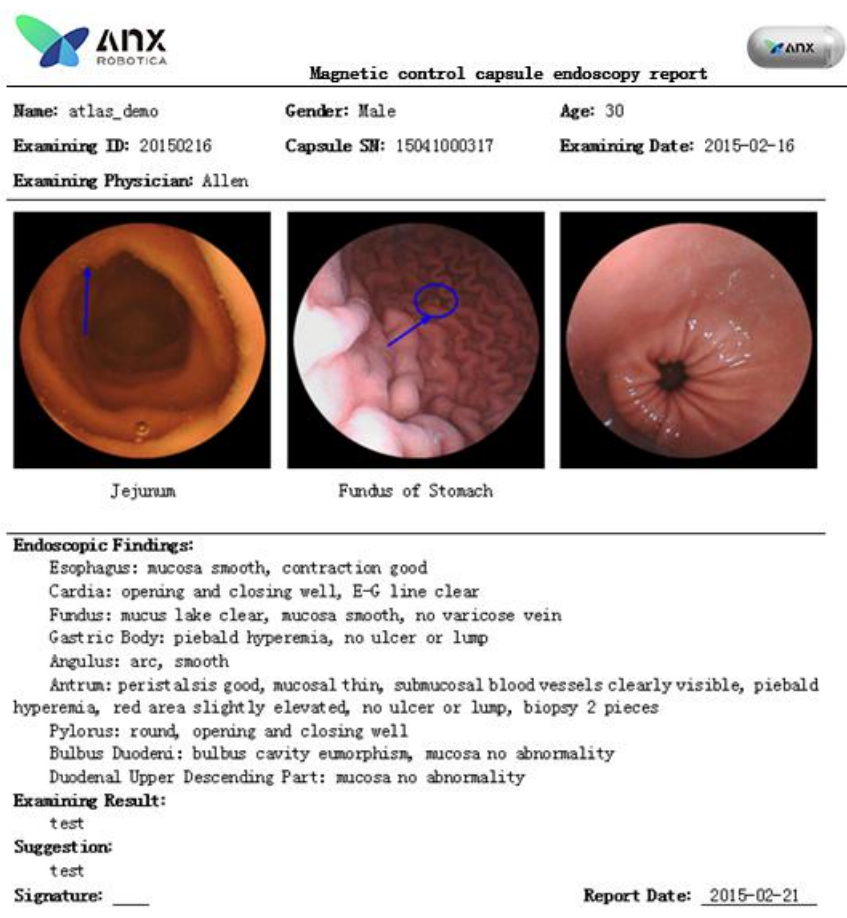 ANX
ROBOTICA
ANX
Magnetic control capsule endoscopy report
Name: atlas_demo Gender: Male Age: 30
Examining ID: 20150216 Capsule SN: 15041000317 Examining Date: 2015-02-16
Examining Physician: Allen
Jejunum Fundus of Stomach
Endoscopic Findings:
Esophagus: mucosa smooth, contraction good
Cardia: opening and closing well, E-G line clear
Fundus: mucus lake clear, mucosa smooth, no varicose vein
Gastric Body: piebald hyperemia, no ulcer or lump
Angulus: arc, smooth
Antrum: peristalsis good, mucosal thin, submucosal blood vessels clearly visible, piebald
hyperemia, red area slightly elevated, no ulcer or lump, biopsy 2 pieces
Pylorus: round, opening and closing well
Bulbus Duodeni: bulbus cavity eumorphism, mucosa no abnormality
Duodenal Upper Descending Part: mucosa no abnormality
Examining Result:
test
Suggestion:
test
Signature: ____ Report Date: 2015-02-21